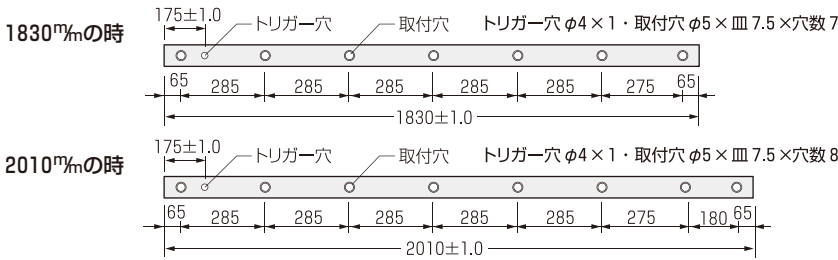 1830㎜の時
175±1.0
トリガー穴
取付穴
トリガー穴 φ4×1・取付穴 φ5×皿 7.5×穴数 7
65 285 285 285 285 285 275 65
1830±1.0
2010㎜の時
175±1.0
トリガー穴
取付穴
トリガー穴 φ4×1・取付穴 φ5×皿 7.5×穴数 8
65 285 285 285 285 285 275 180 65
2010±1.0